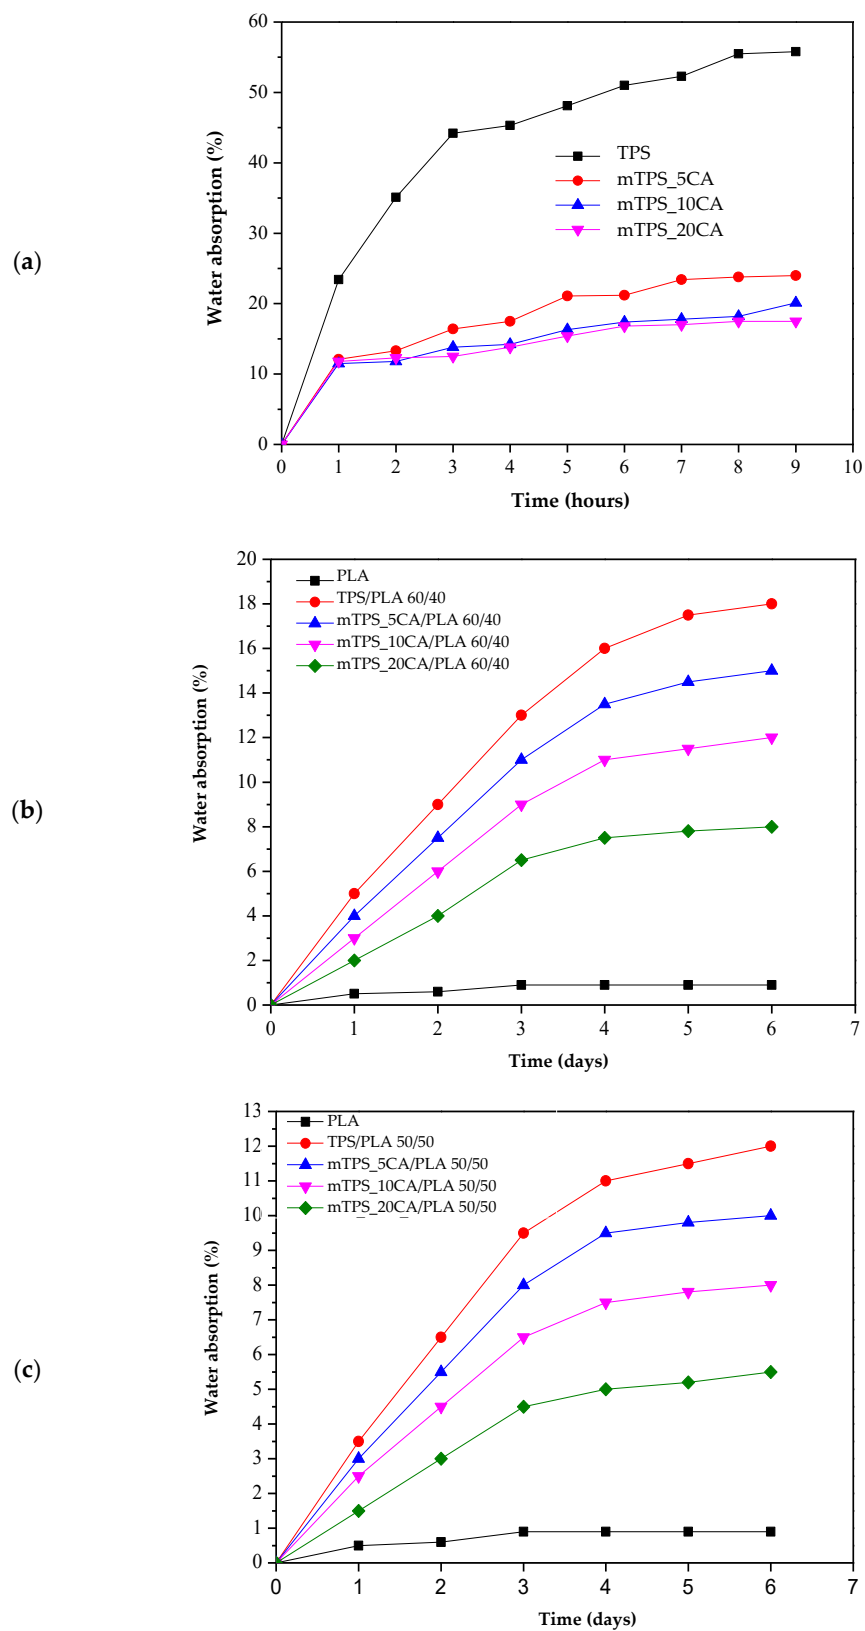 (a)
Water absorption (%)
60
50
40
30
20
10
0
TPS
mTPS_5CA
mTPS_10CA
mTPS_20CA
0 1 2 3 4 5 6 7 8 9 10
Time (hours)
(b)
Water absorption (%)
20
18
16
14
12
10
8
6
4
2
0
PLA
TPS/PLA 60/40
mTPS_5CA/PLA 60/40
mTPS_10CA/PLA 60/40
mTPS_20CA/PLA 60/40
0 1 2 3 4 5 6 7
Time (days)
(c)
Water absorption (%)
13
12
11
10
9
8
7
6
5
4
3
2
1
0
PLA
TPS/PLA 50/50
mTPS_5CA/PLA 50/50
mTPS_10CA/PLA 50/50
mTPS_20CA/PLA 50/50
0 1 2 3 4 5 6 7
Time (days)